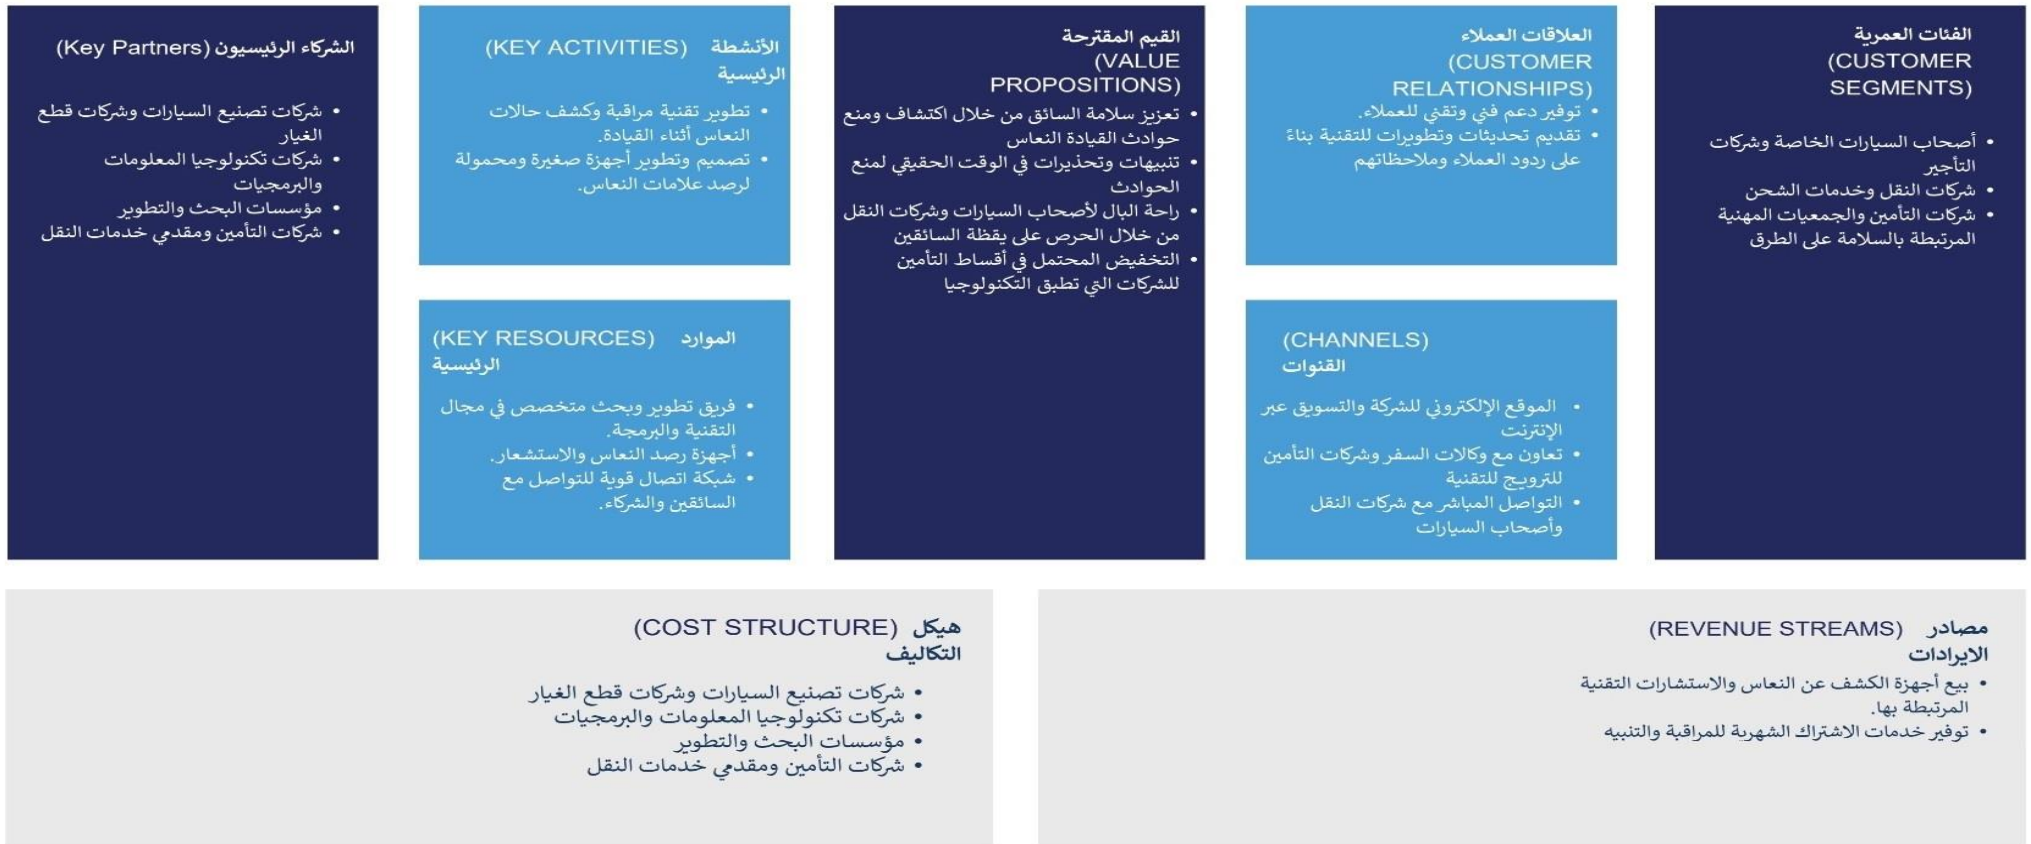 الفئات العمرية
(CUSTOMER
SEGMENTS)
• أصحاب السيارات الخاصة وشركات
التأجير
• شركات النقل وخدمات الشحن
• شركات التأمين والجمعيات المهنية
المرتبطة بالسلامة على الطرق
العلاقات العملاء
(CUSTOMER
RELATIONSHIPS)
• توفير دعم فني وتقني للعملاء.
• تقديم تحديثات وتطويرات للتقنية بناءً
على ردود العملاء وملاحظاتهم
(CHANNELS)
القنوات
• الموقع الإلكتروني للشركة والتسويق عبر
الإنترنت
• تعاون مع وكالات السفر وشركات التأمين
للترويج للتقنية
• التواصل المباشر مع شركات النقل
وأصحاب السيارات
القيم المقترحة
(VALUE
PROPOSITIONS)
• تعزيز سلامة السائق من خلال اكتشاف ومنع
حوادث القيادة النعاس
• تنبيهات وتحذيرات في الوقت الحقيقي لمنع
الحوادث
• راحة البال لأصحاب السيارات وشركات النقل
من خلال الحرص على يقظة السائقين
• التخفيض المحتمل في أقساط التأمين
للشركات التي تطبق التكنولوجيا
الأنشطة (KEY ACTIVITIES)
الرئيسية
• تطوير تقنية مراقبة وكشف حالات
النعاس أثناء القيادة.
• تصميم وتطوير أجهزة صغيرة ومحمولة
لرصد علامات النعاس.
الموارد (KEY RESOURCES)
الرئيسية
• فريق تطوير وبحث متخصص في مجال
التقنية والبرمجة.
• أجهزة رصد النعاس والاستشعار.
• شبكة اتصال قوية للتواصل مع
السائقين والشركاء.
الشركاء الرئيسيون (Key Partners)
• شركات تصنيع السيارات وشركات قطع
الغيار
• شركات تكنولوجيا المعلومات
والبرمجيات
• مؤسسات البحث والتطوير
• شركات التأمين ومقدمي خدمات النقل
مصادر (REVENUE STREAMS)
الايرادات
• بيع أجهزة الكشف عن النعاس والاستشارات التقنية
المرتبطة بها.
• توفير خدمات الاشتراك الشهرية للمراقبة والتنبيه
هيكل (COST STRUCTURE)
التكاليف
• شركات تصنيع السيارات وشركات قطع الغيار
• شركات تكنولوجيا المعلومات والبرمجيات
• مؤسسات البحث والتطوير
• شركات التأمين ومقدمي خدمات النقل